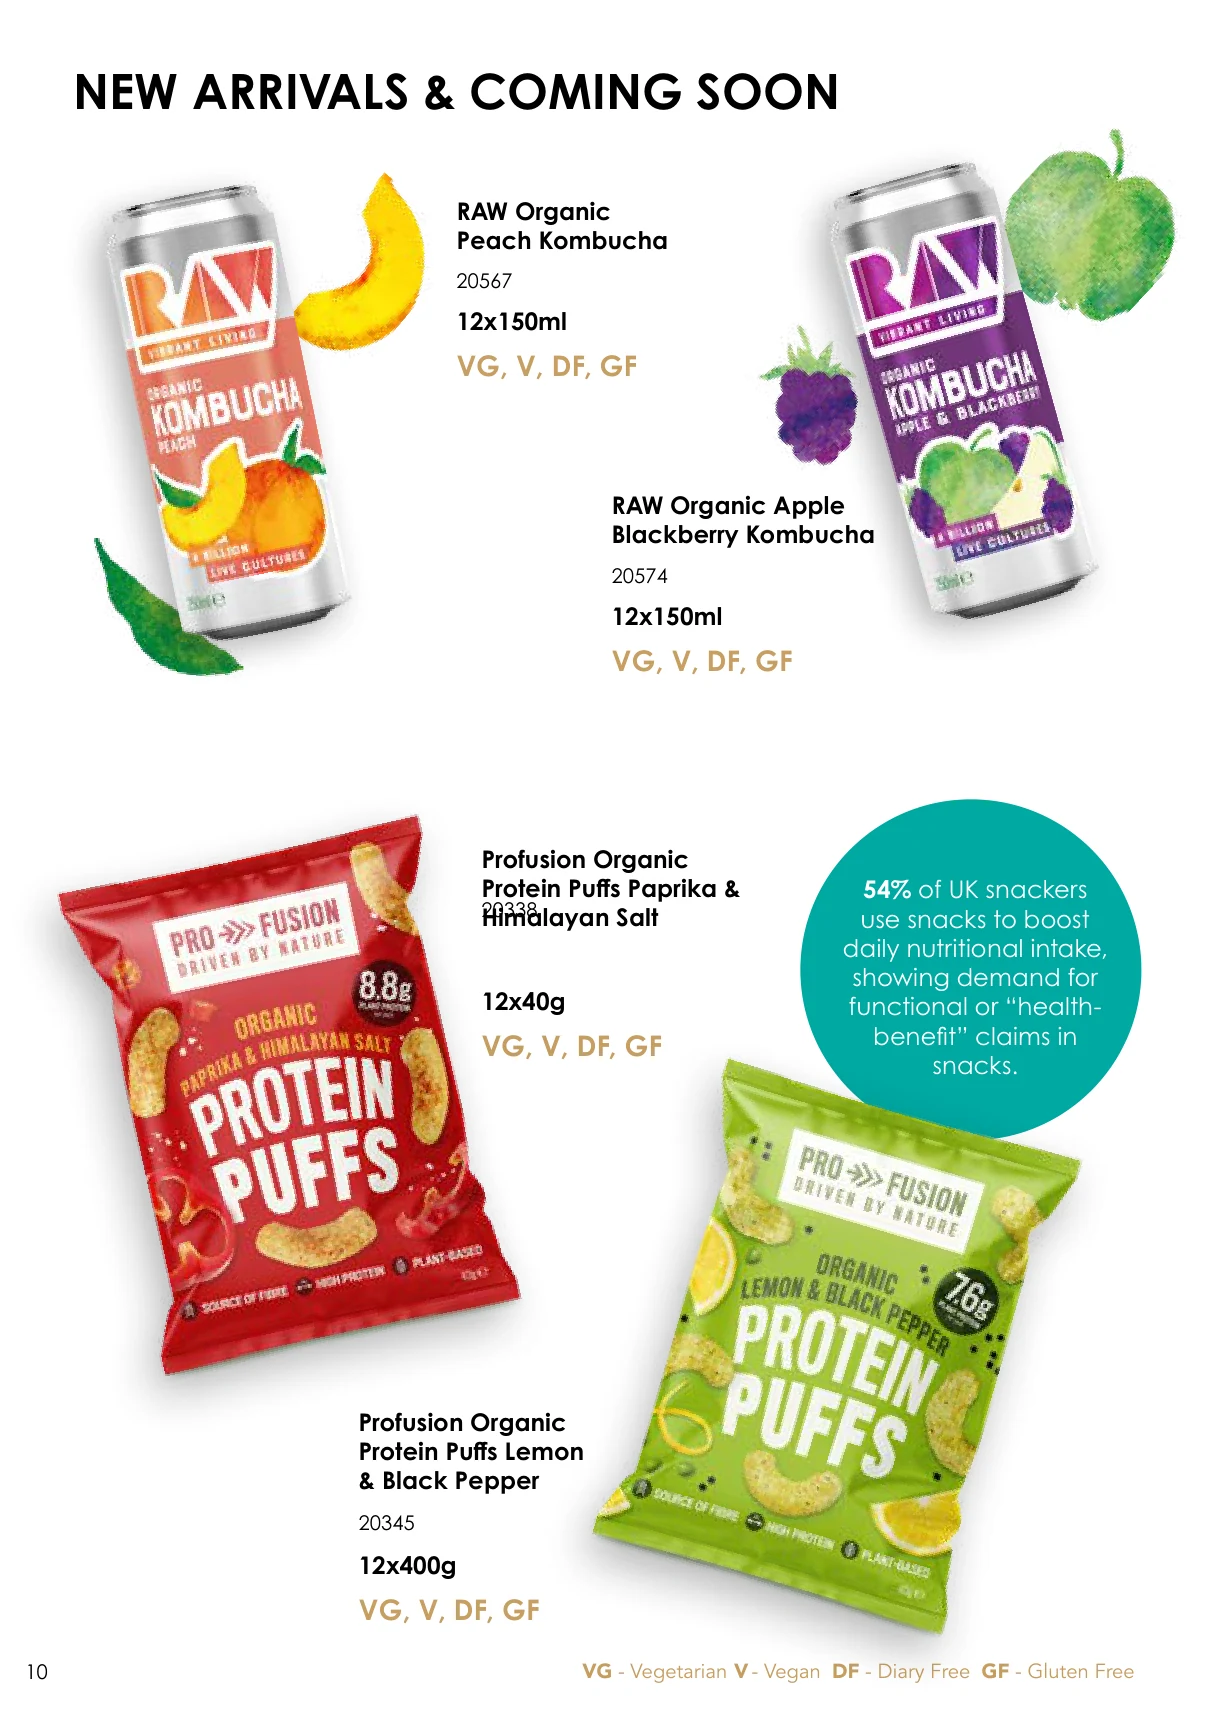 NEW ARRIVALS & COMING SOON
RAW
VIBRANT LIVING
ORGANIC
KOMBUCHA
PEACH
LIVE CULTURES
RAW Organic
Peach Kombucha
20567
12x150ml
VG, V, DF, GF
RAW
VIBRANT LIVING
ORGANIC
KOMBUCHA
APPLE & BLACKBERRY
A BILLION
LIVE CULTURES
RAW Organic Apple
Blackberry Kombucha
20574
12x150ml
VG, V, DF, GF
PRO FUSION
DRIVEN BY NATURE
8.8g
ORGANIC
PAPRIKA & HIMALAYAN SALT
PROTEIN
PUFFS
SOURCE OF FIBRE HIGH PROTEIN PLANT-BASED
Profusion Organic
Protein Puffs Paprika &
Himalayan Salt
20338
12x40g
VG, V, DF, GF
54% of UK snackers
use snacks to boost
daily nutritional intake,
showing demand for
functional or “health-
benefit” claims in
snacks.
PRO FUSION
DRIVEN BY NATURE
ORGANIC
LEMON & BLACK PEPPER
7.6g
PROTEIN
PUFFS
SOURCE OF FIBRE HIGH PROTEIN PLANT-BASED
Profusion Organic
Protein Puffs Lemon
& Black Pepper
20345
12x400g
VG, V, DF, GF
10
VG - Vegetarian V - Vegan DF - Diary Free GF - Gluten Free